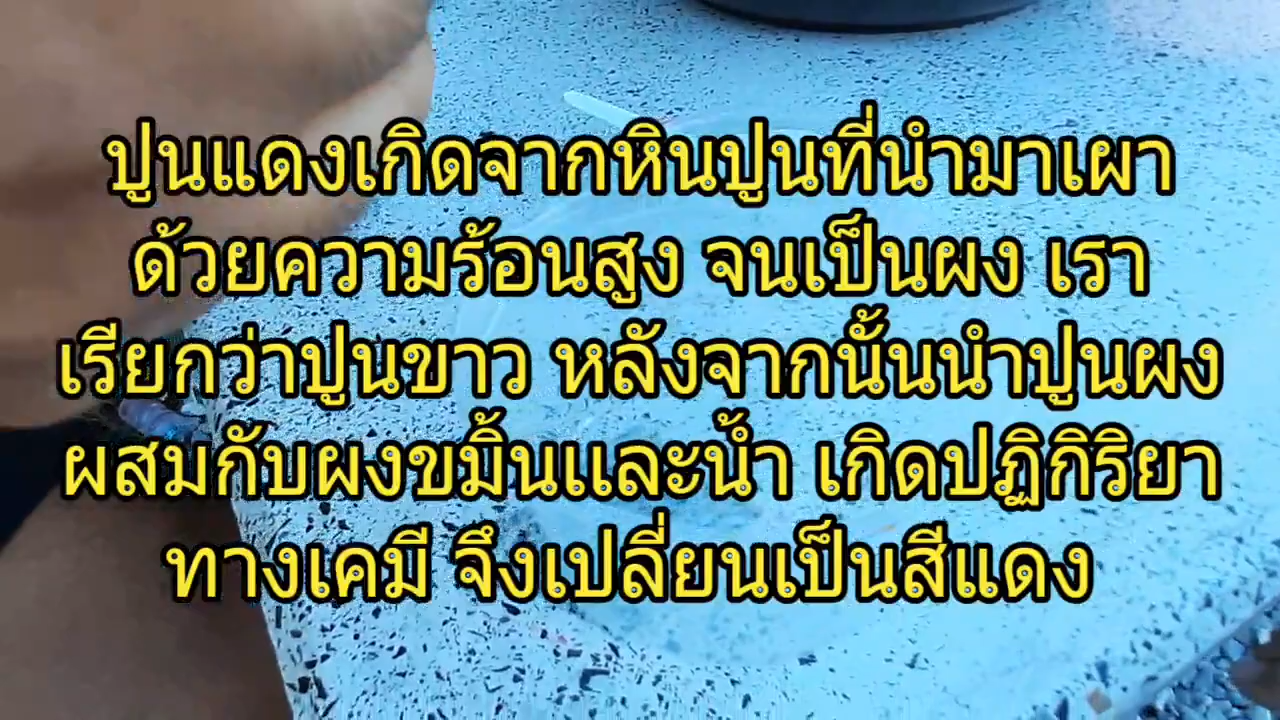 ปูนแดงเกิดจากหินปูนที่นำมาเผา
ด้วยความร้อนสูง จนเป็นผง เรา
เรียกว่าปูนขาว หลังจากนั้นนำปูนผง
ผสมกับผงขมิ้นและน้ำ เกิดปฏิกิริยา
ทางเคมี จึงเปลี่ยนเป็นสีแดง